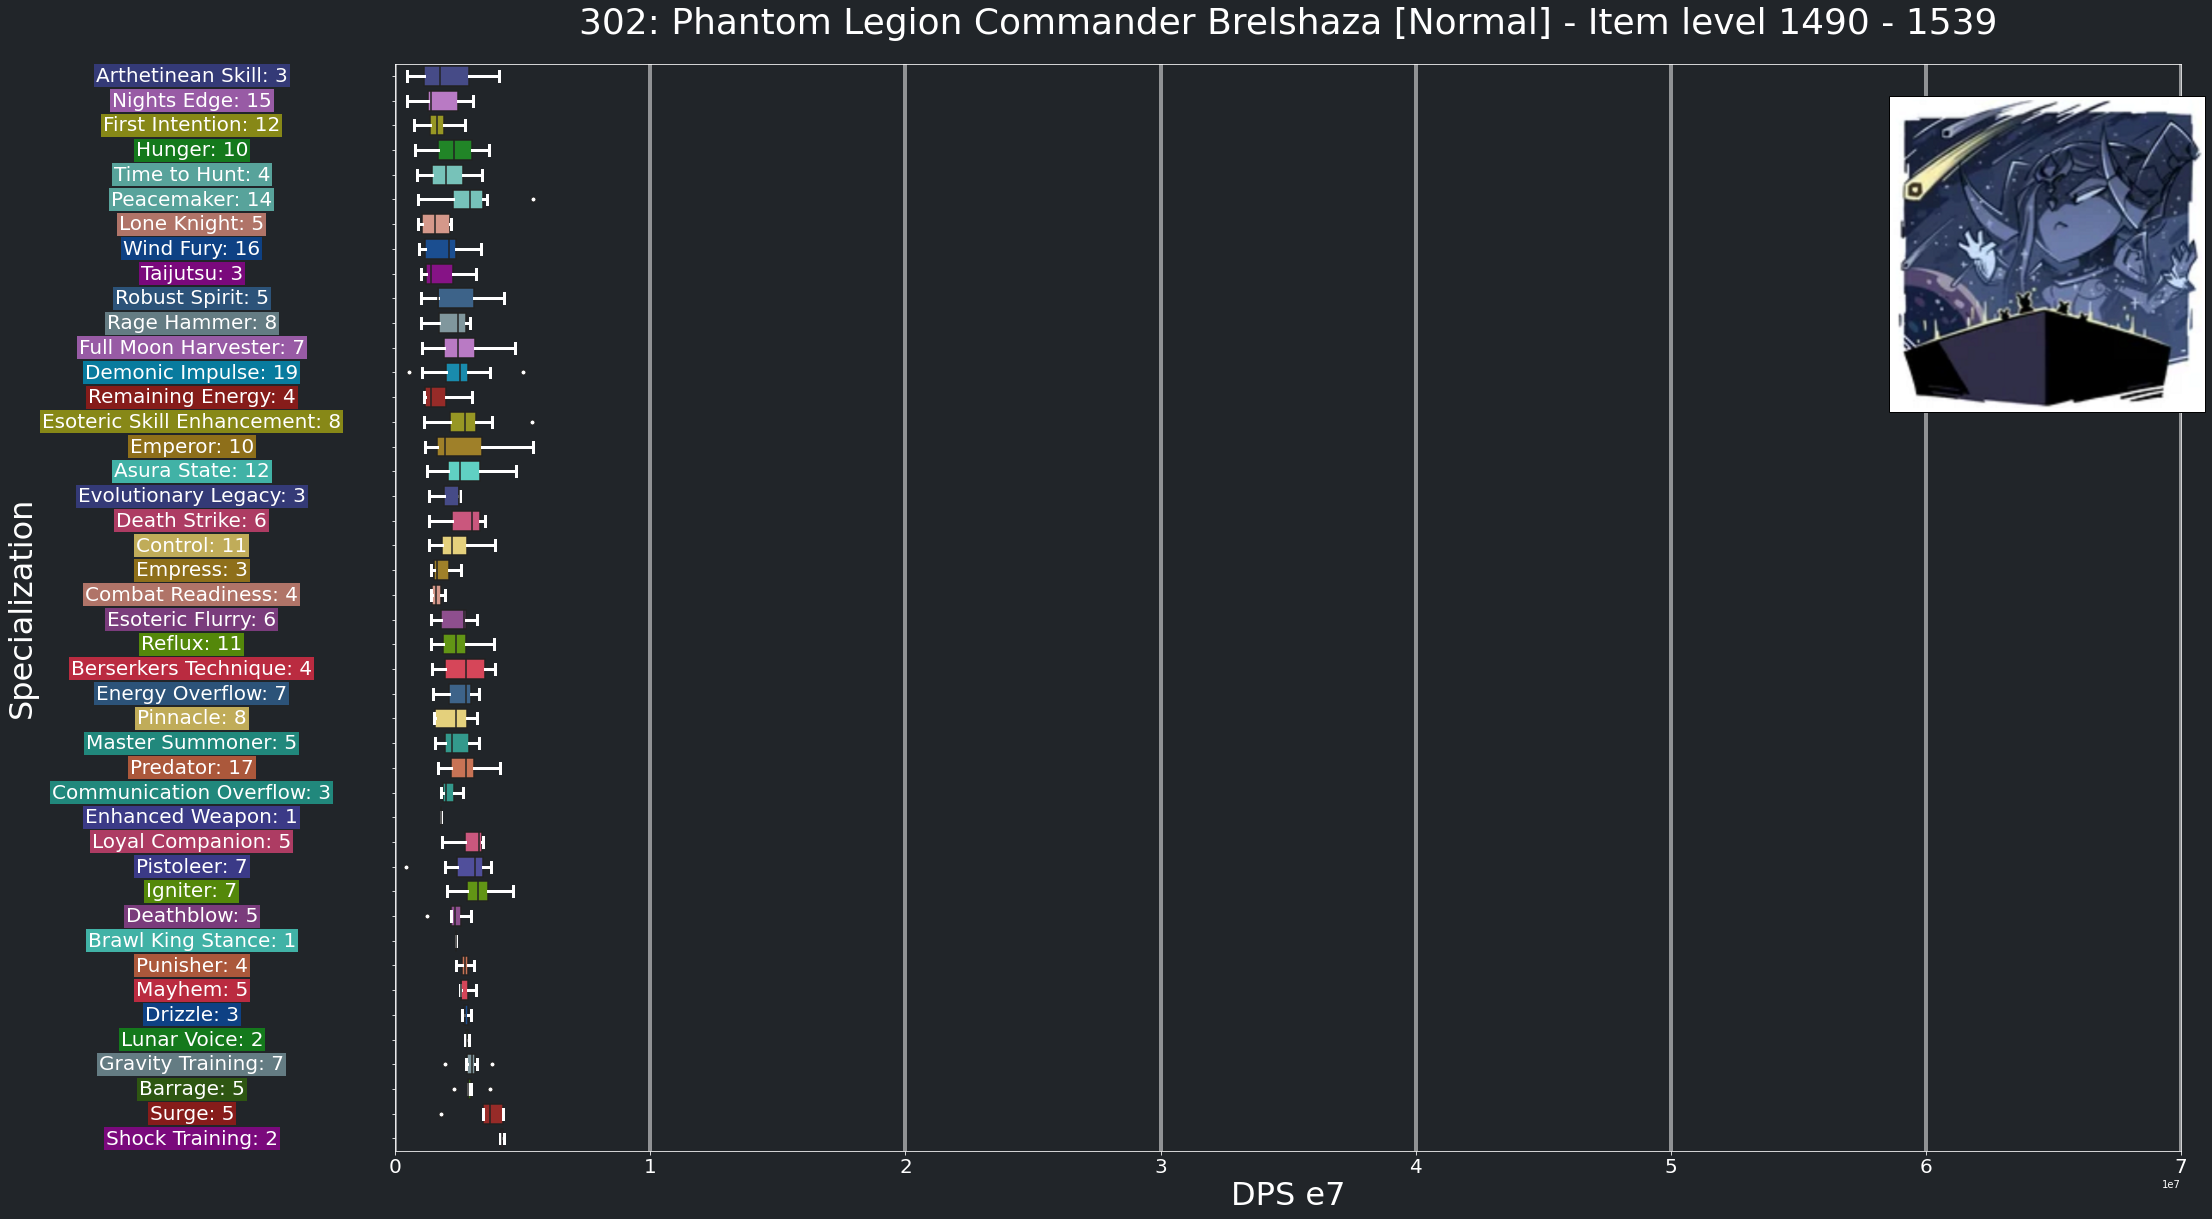 302: Phantom Legion Commander Brelshaza [Normal] - Item level 1490 - 1539
Specialization
Arthetinean Skill: 3
Nights Edge: 15
First Intention: 12
Hunger: 10
Time to Hunt: 4
Peacemaker: 14
Lone Knight: 5
Wind Fury: 16
Taijutsu: 3
Robust Spirit: 5
Rage Hammer: 8
Full Moon Harvester: 7
Demonic Impulse: 19
Remaining Energy: 4
Esoteric Skill Enhancement: 8
Emperor: 10
Asura State: 12
Evolutionary Legacy: 3
Death Strike: 6
Control: 11
Empress: 3
Combat Readiness: 4
Esoteric Flurry: 6
Reflux: 11
Berserkers Technique: 4
Energy Overflow: 7
Pinnacle: 8
Master Summoner: 5
Predator: 17
Communication Overflow: 3
Enhanced Weapon: 1
Loyal Companion: 5
Pistoleer: 7
Igniter: 7
Deathblow: 5
Brawl King Stance: 1
Punisher: 4
Mayhem: 5
Drizzle: 3
Lunar Voice: 2
Gravity Training: 7
Barrage: 5
Surge: 5
Shock Training: 2
0 1 2 3 4 5 6 7
1e7
DPS e7